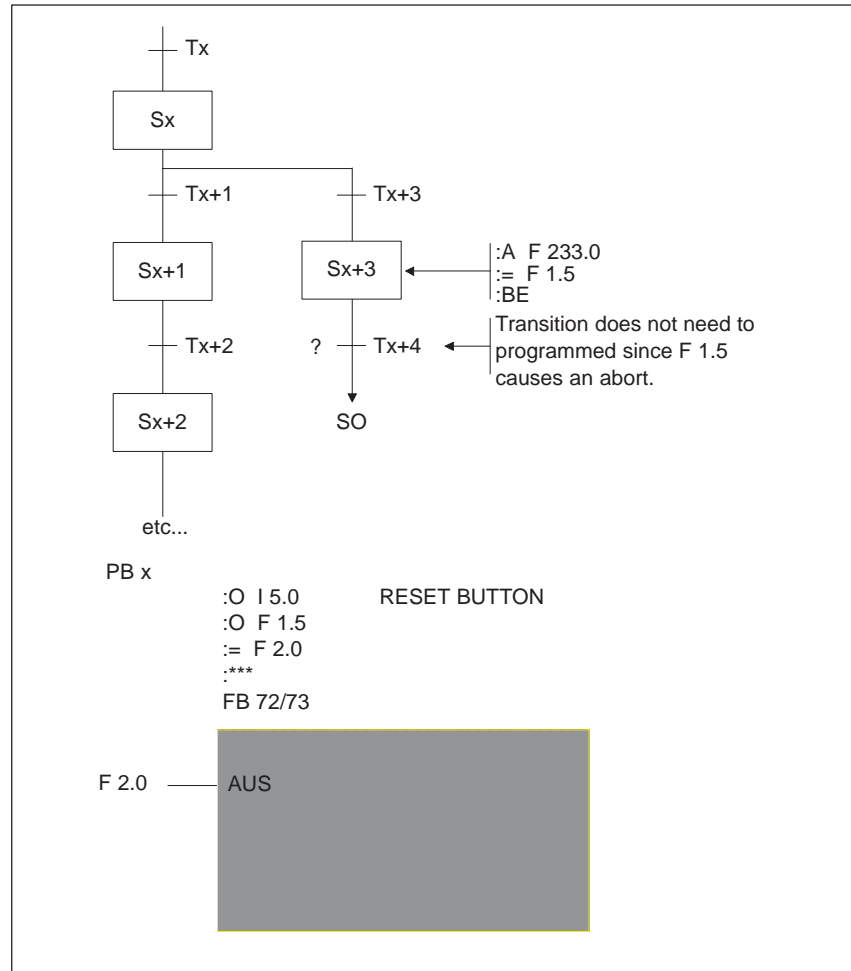 Tx
Sx
Tx+1
Tx+3
Sx+1
Sx+3
:A F 233.0
:= F 1.5
:BE
Tx+2
? Tx+4
Transition does not need to
programmed since F 1.5
causes an abort.
Sx+2
SO
etc...
PB x
:O I 5.0 RESET BUTTON
:O F 1.5
:= F 2.0
:***
FB 72/73
F 2.0 AUS